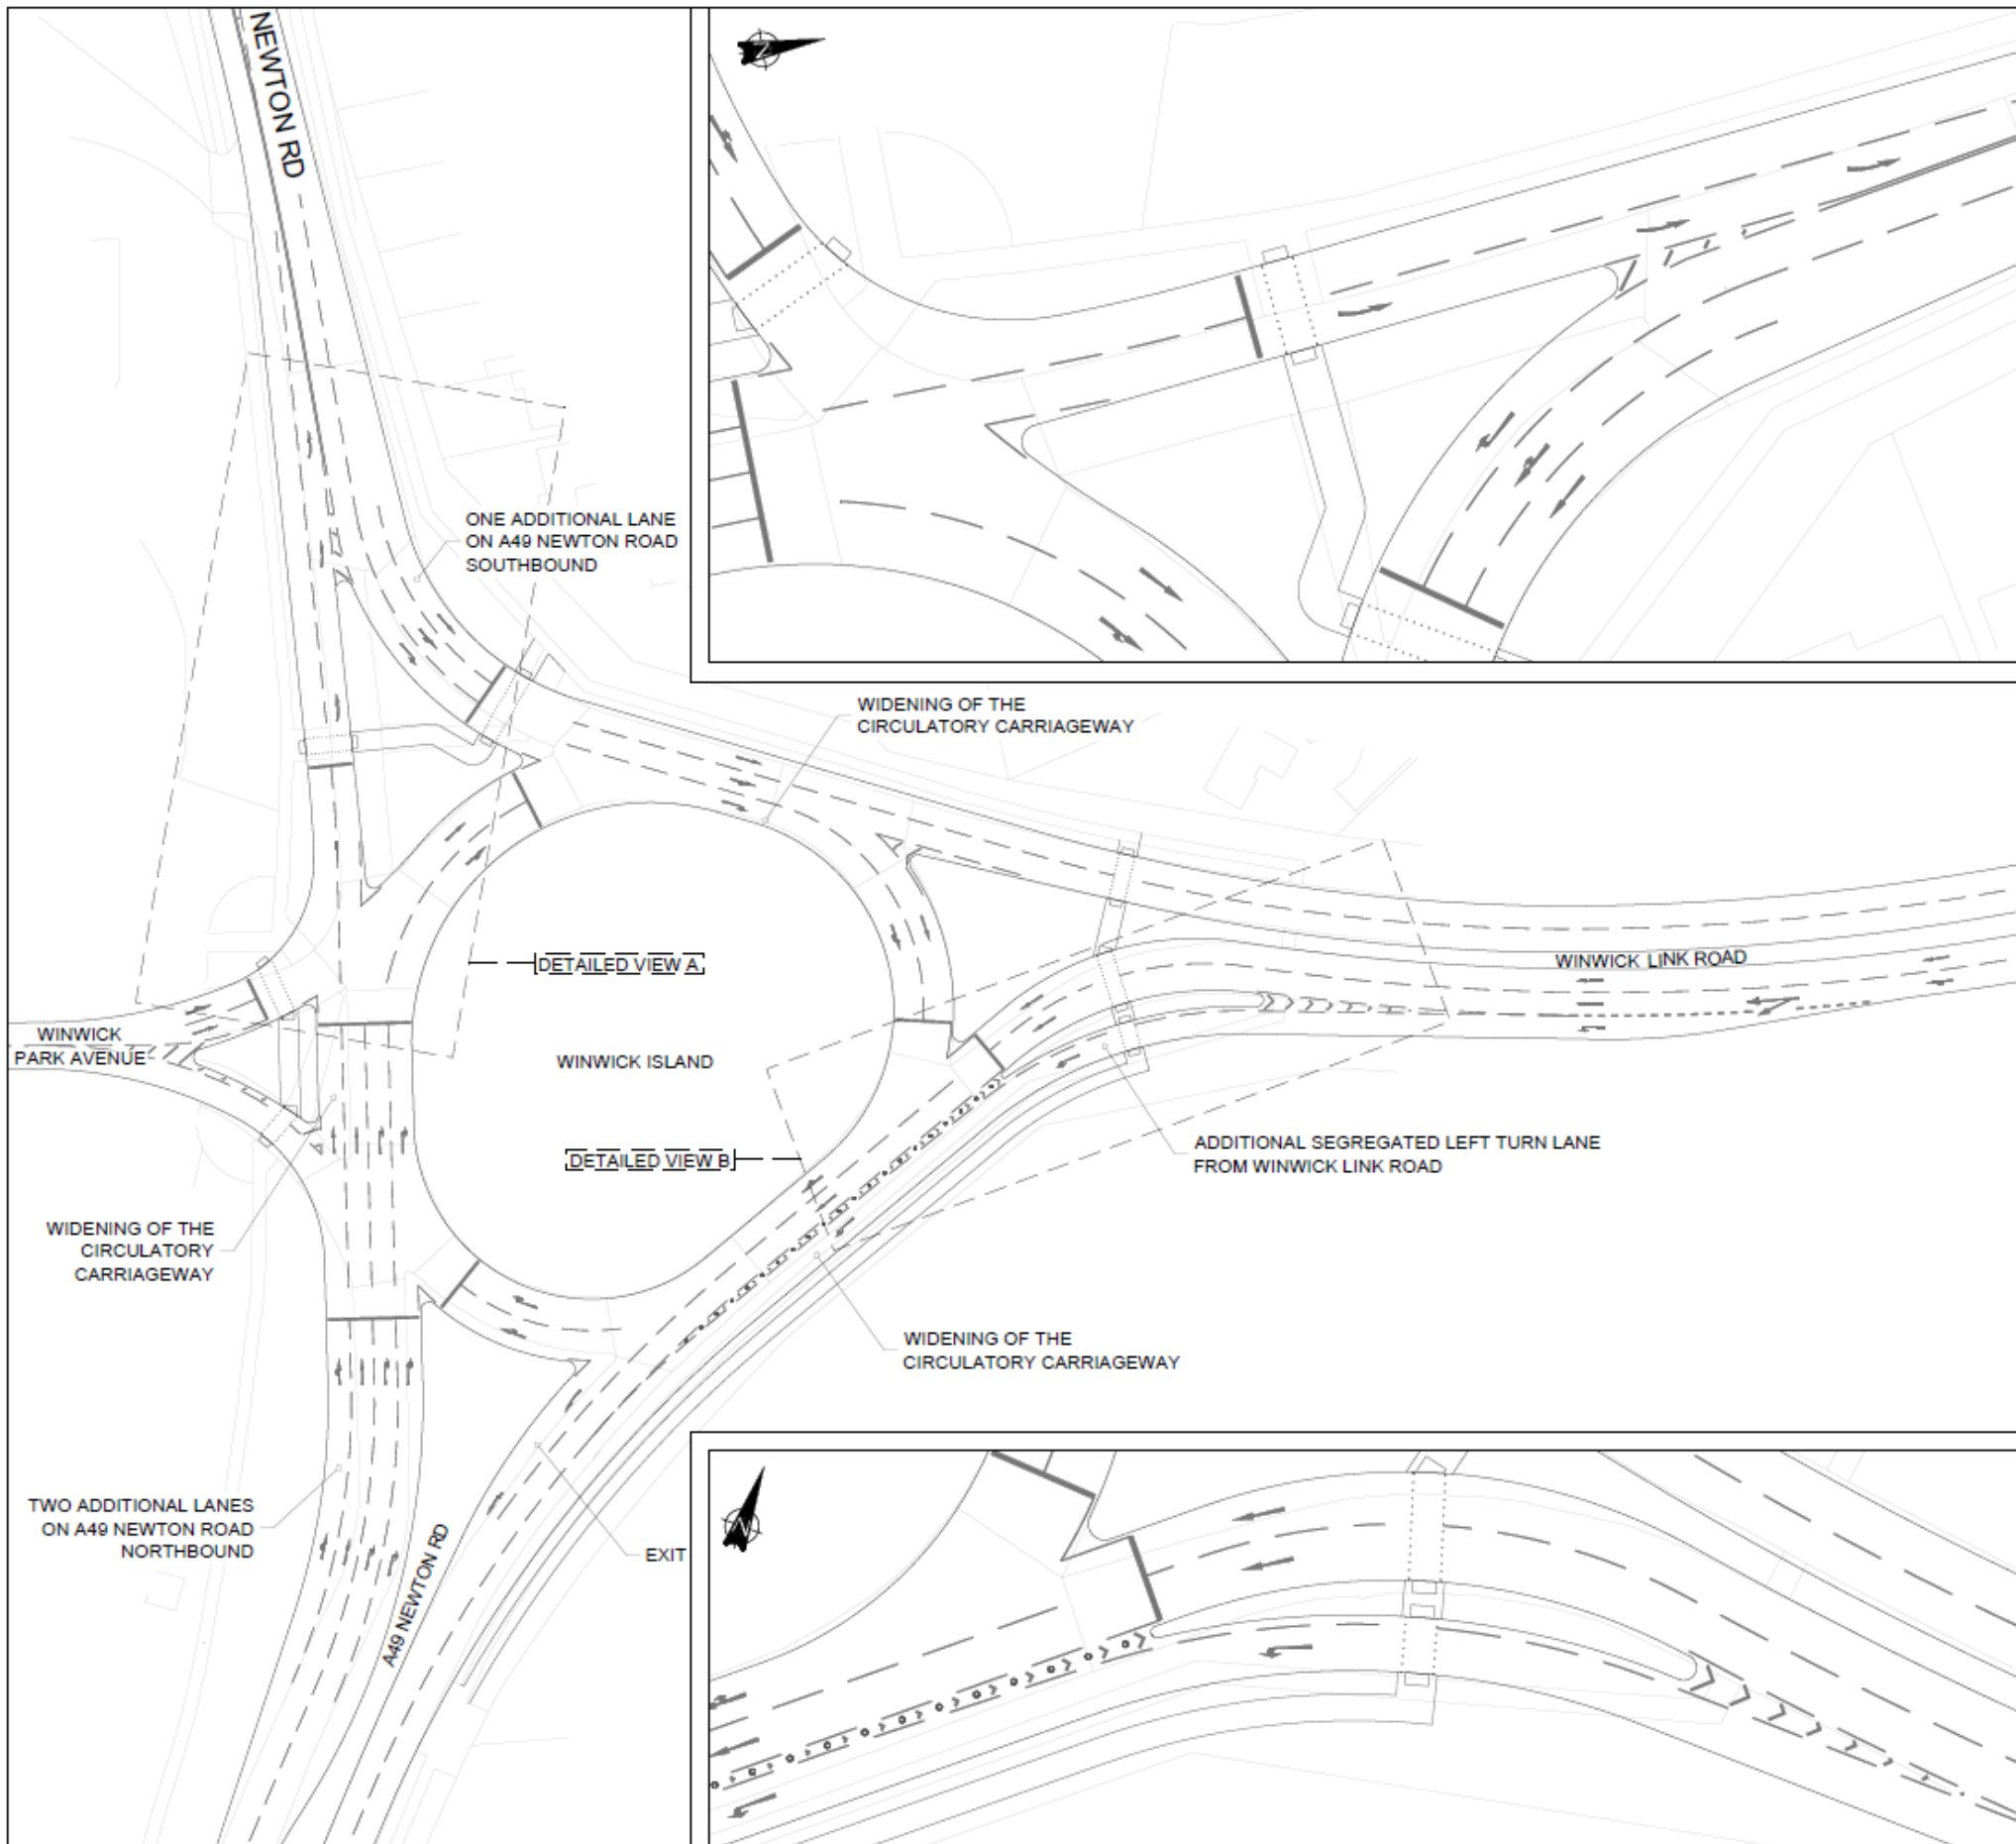 NEWTON RD
N
ONE ADDITIONAL LANE
ON A49 NEWTON ROAD
SOUTHBOUND
WIDENING OF THE
CIRCULATORY CARRIAGEWAY
DETAILED VIEW A
WINWICK LINK ROAD
WINWICK
PARK AVENUE
WINWICK ISLAND
DETAILED VIEW B
ADDITIONAL SEGREGATED LEFT TURN LANE
FROM WINWICK LINK ROAD
WIDENING OF THE
CIRCULATORY
CARRIAGEWAY
WIDENING OF THE
CIRCULATORY CARRIAGEWAY
TWO ADDITIONAL LANES
ON A49 NEWTON ROAD
NORTHBOUND
A49 NEWTON RD
EXIT
N